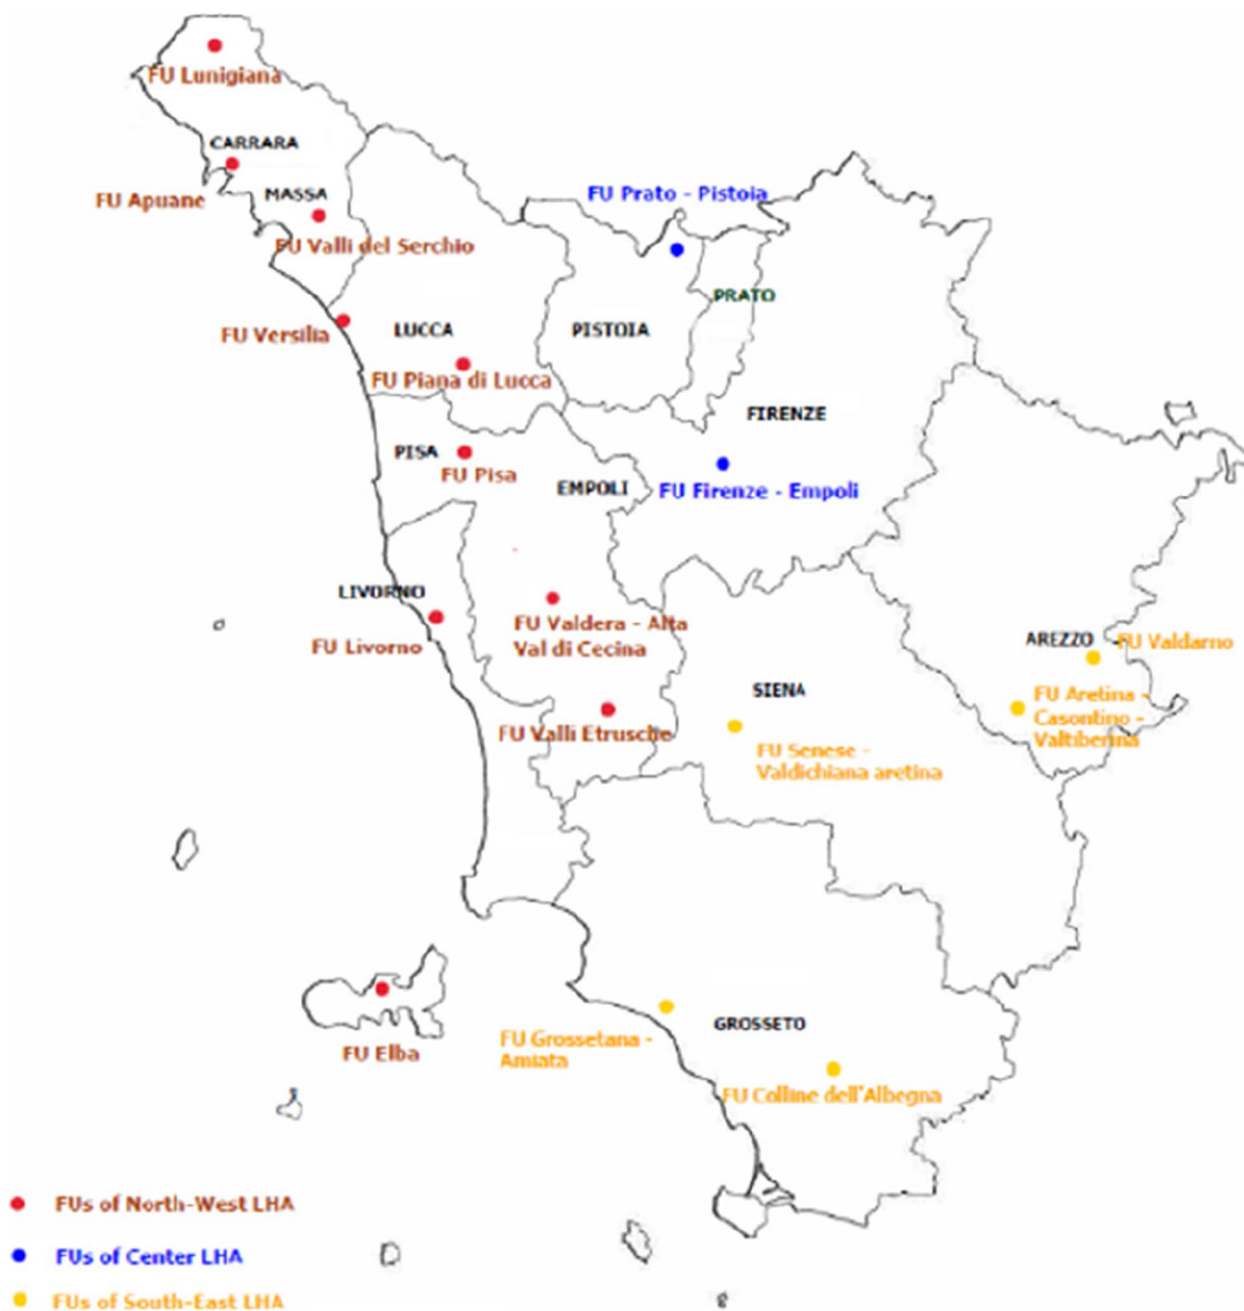 FU Lunigiana
CARRARA
MASSA
FU Prato - Pistoia
FU Apuane
FU Valli del Serchio
PRATO
FU Versilia
LUCCA
PISTOIA
FU Piana di Lucca
FIRENZE
PISA
FU Pisa
EMPOLI
FU Firenze - Empoli
LIVORNO
FU Valdera - Alta
Val di Cecina
FU Livorno
AREZZO
FU Valdarno
SIENA
FU Aretina -
Casontino -
Valtiberina
FU Valli Etrusche
FU Senese -
Valdichiana aretina
GROSSETO
FU Grossetana -
Amiata
FU Elba
FU Colline dell'Albegna
FUs of North-West LHA
FUs of Center LHA
FUs of South-East LHA